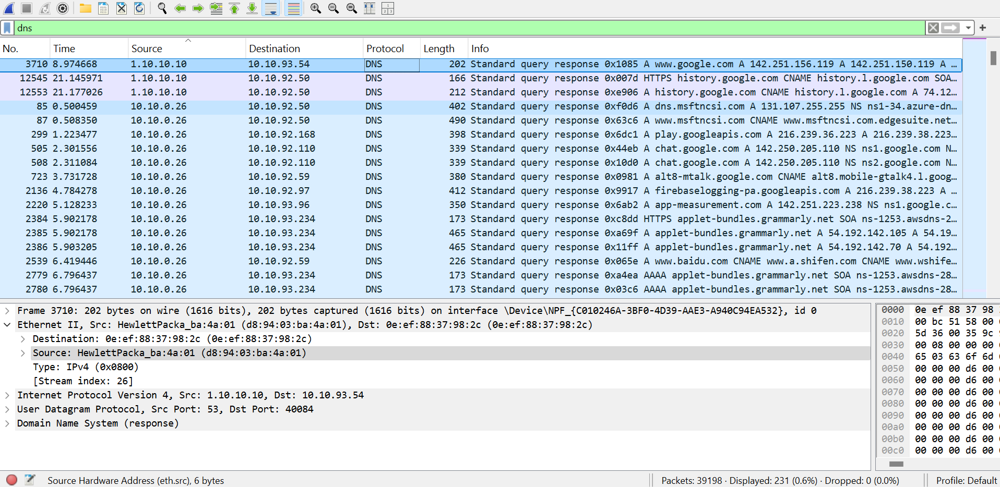 dns
No. Time Source Destination Protocol Length Info
3710 8.974668 1.10.10.10 10.10.93.54 DNS 202 Standard query response 0x1085 A www.google.com A 142.251.156.119 A 142.251.150.119 A …
12545 21.145971 1.10.10.10 10.10.92.50 DNS 166 Standard query response 0x007d HTTPS history.google.com CNAME history.l.google.com SOA…
12553 21.177026 1.10.10.10 10.10.92.50 DNS 212 Standard query response 0xe906 A history.google.com CNAME history.l.google.com A 74.12…
85 0.500459 10.10.0.26 10.10.92.50 DNS 402 Standard query response 0xf0d6 A dns.msftncsi.com A 131.107.255.255 NS ns1-34.azure-dn…
87 0.508350 10.10.0.26 10.10.92.50 DNS 490 Standard query response 0x63c6 A www.msftncsi.com CNAME www.msftncsi.com.edgesuite.net…
299 1.223477 10.10.0.26 10.10.92.168 DNS 398 Standard query response 0x6dc1 A play.googleapis.com A 216.239.36.223 A 216.239.38.223…
505 2.301556 10.10.0.26 10.10.92.110 DNS 339 Standard query response 0x44eb A chat.google.com A 142.250.205.110 NS ns1.google.com N…
508 2.311084 10.10.0.26 10.10.92.110 DNS 339 Standard query response 0x10d0 A chat.google.com A 142.250.205.110 NS ns2.google.com N…
723 3.731728 10.10.0.26 10.10.92.59 DNS 380 Standard query response 0x0981 A alt8-mtalk.google.com CNAME alt8.mobile-gtalk4.l.goog…
2136 4.784278 10.10.0.26 10.10.92.97 DNS 412 Standard query response 0x9917 A firebaselogging-pa.googleapis.com A 216.239.38.223 A …
2220 5.128233 10.10.0.26 10.10.93.96 DNS 350 Standard query response 0x6ab2 A app-measurement.com A 142.251.223.238 NS ns1.google.c…
2384 5.902178 10.10.0.26 10.10.93.234 DNS 173 Standard query response 0xc8dd HTTPS applet-bundles.grammarly.net SOA ns-1253.awsdns-2…
2385 5.902178 10.10.0.26 10.10.93.234 DNS 465 Standard query response 0xa69f A applet-bundles.grammarly.net A 54.192.142.105 A 54.19…
2386 5.903205 10.10.0.26 10.10.93.234 DNS 465 Standard query response 0x11ff A applet-bundles.grammarly.net A 54.192.142.70 A 54.192…
2539 6.419446 10.10.0.26 10.10.92.59 DNS 226 Standard query response 0x065e A www.baidu.com CNAME www.a.shifen.com CNAME www.wshife…
2779 6.796437 10.10.0.26 10.10.93.234 DNS 173 Standard query response 0xa4ea AAAA applet-bundles.grammarly.net SOA ns-1253.awsdns-28…
2780 6.796437 10.10.0.26 10.10.93.234 DNS 173 Standard query response 0x03c6 AAAA applet-bundles.grammarly.net SOA ns-1253.awsdns-28…
Frame 3710: 202 bytes on wire (1616 bits), 202 bytes captured (1616 bits) on interface \Device\NPF_{C010246A-3BF0-4D39-AAE3-A940C94EA532}, id 0
Ethernet II, Src: HewlettPacka_ba:4a:01 (d8:94:03:ba:4a:01), Dst: 0e:ef:88:37:98:2c (0e:ef:88:37:98:2c)
Destination: 0e:ef:88:37:98:2c (0e:ef:88:37:98:2c)
Source: HewlettPacka_ba:4a:01 (d8:94:03:ba:4a:01)
Type: IPv4 (0x0800)
[Stream index: 26]
Internet Protocol Version 4, Src: 1.10.10.10, Dst: 10.10.93.54
User Datagram Protocol, Src Port: 53, Dst Port: 40084
Domain Name System (response)
0000 0e ef 88 37 98
0010 00 bc 51 58 00
0020 5d 36 00 35 9c
0030 00 08 00 00 00
0040 65 03 63 6f 6d
0050 00 00 00 d6 00
0060 00 00 00 d6 00
0070 00 00 00 d6 00
0080 00 00 00 d6 00
0090 00 00 00 d6 00
00a0 00 00 00 d6 00
00b0 00 00 00 d6 00
00c0 00 00 00 d6 00
Source Hardware Address (eth.src), 6 bytes
Packets: 39198 · Displayed: 231 (0.6%) · Dropped: 0 (0.0%)
Profile: Default